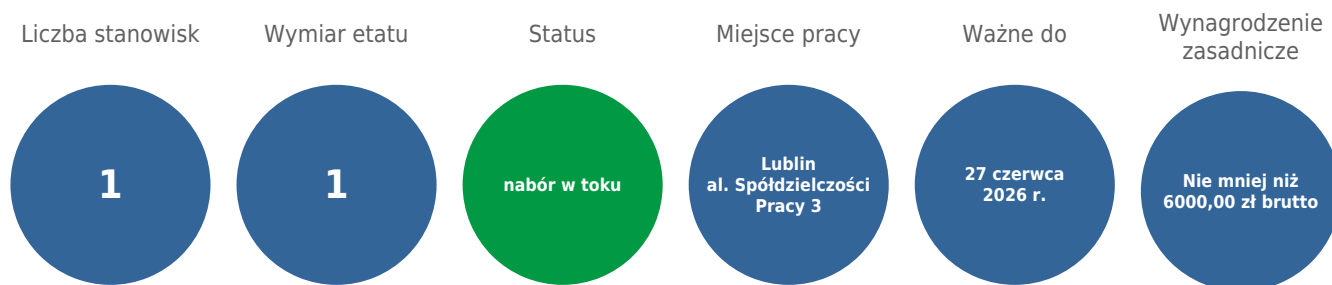 Liczba stanowisk
1
Wymiar etatu
1
Status
nabór w toku
Miejsce pracy
Lublin
al. Spółdzielczości
Pracy 3
Ważne do
27 czerwca
2026 r.
Wynagrodzenie
zasadnicze
Nie mniej niż
6000,00 zł brutto